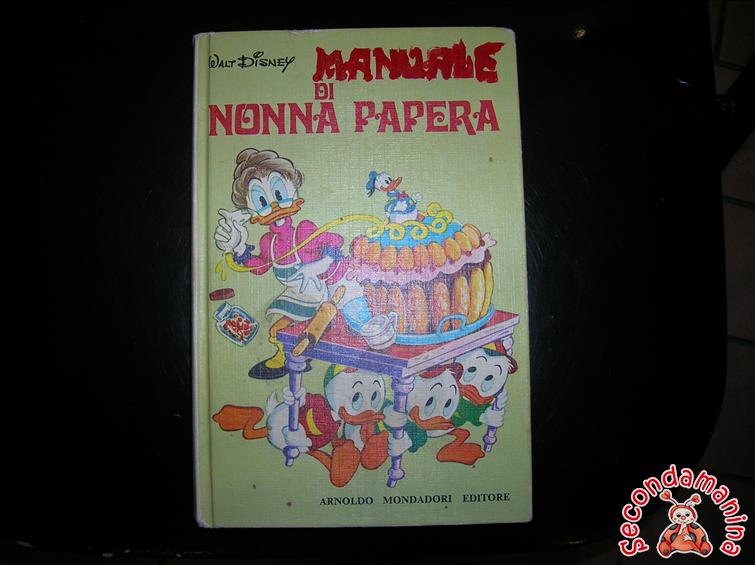 WALT DISNEY
MANUALE
DI
NONNA PAPERA
ARNOLDO MONDADORI EDITORE
secondamanina